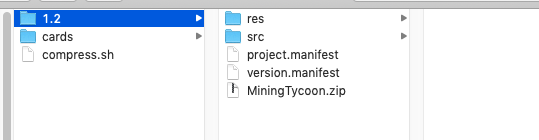 1.2
cards
compress.sh
res
src
project.manifest
version.manifest
MiningTycoon.zip